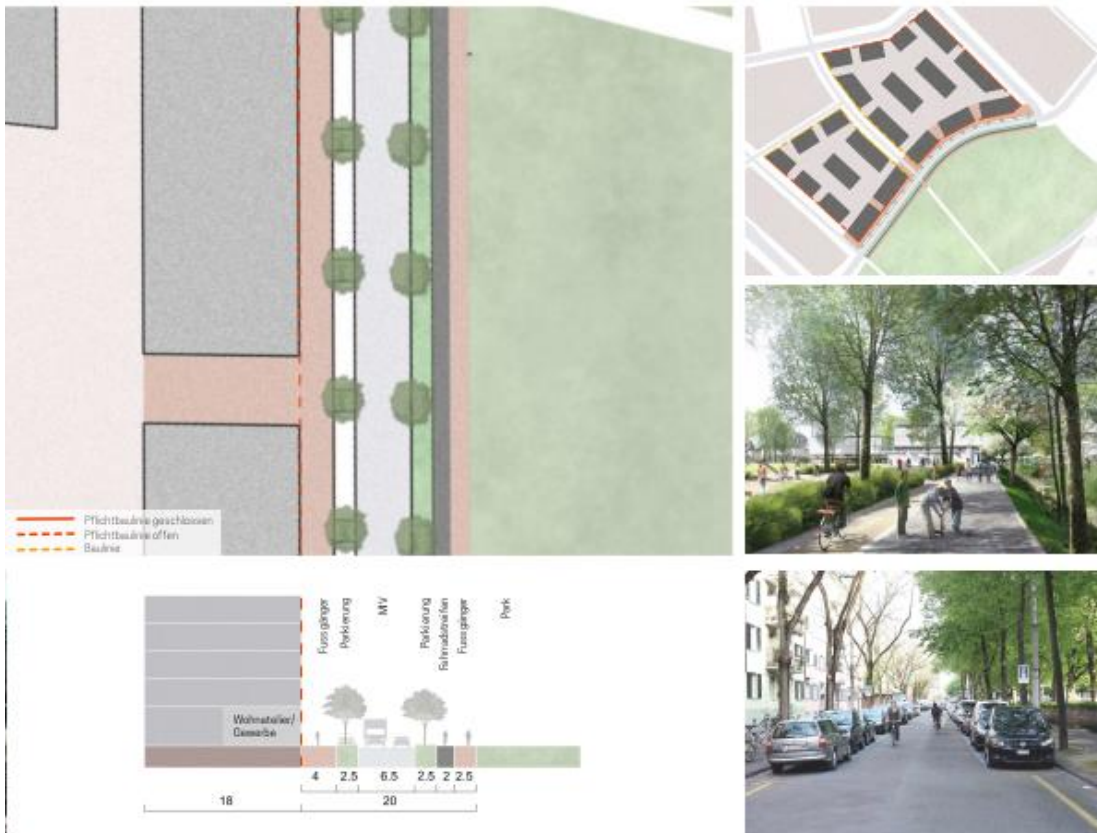 Pflichtbaulinie geschlossen
Pflichtbaulinie offen
Baulinie
Fussgänger
Parkierung
MIV
Parkierung
Fahrradstreifen
Fussgänger
Park
Wohnatelier/
Gewerbe
4 2.5 6.5 2.5 2 2.5
18 20